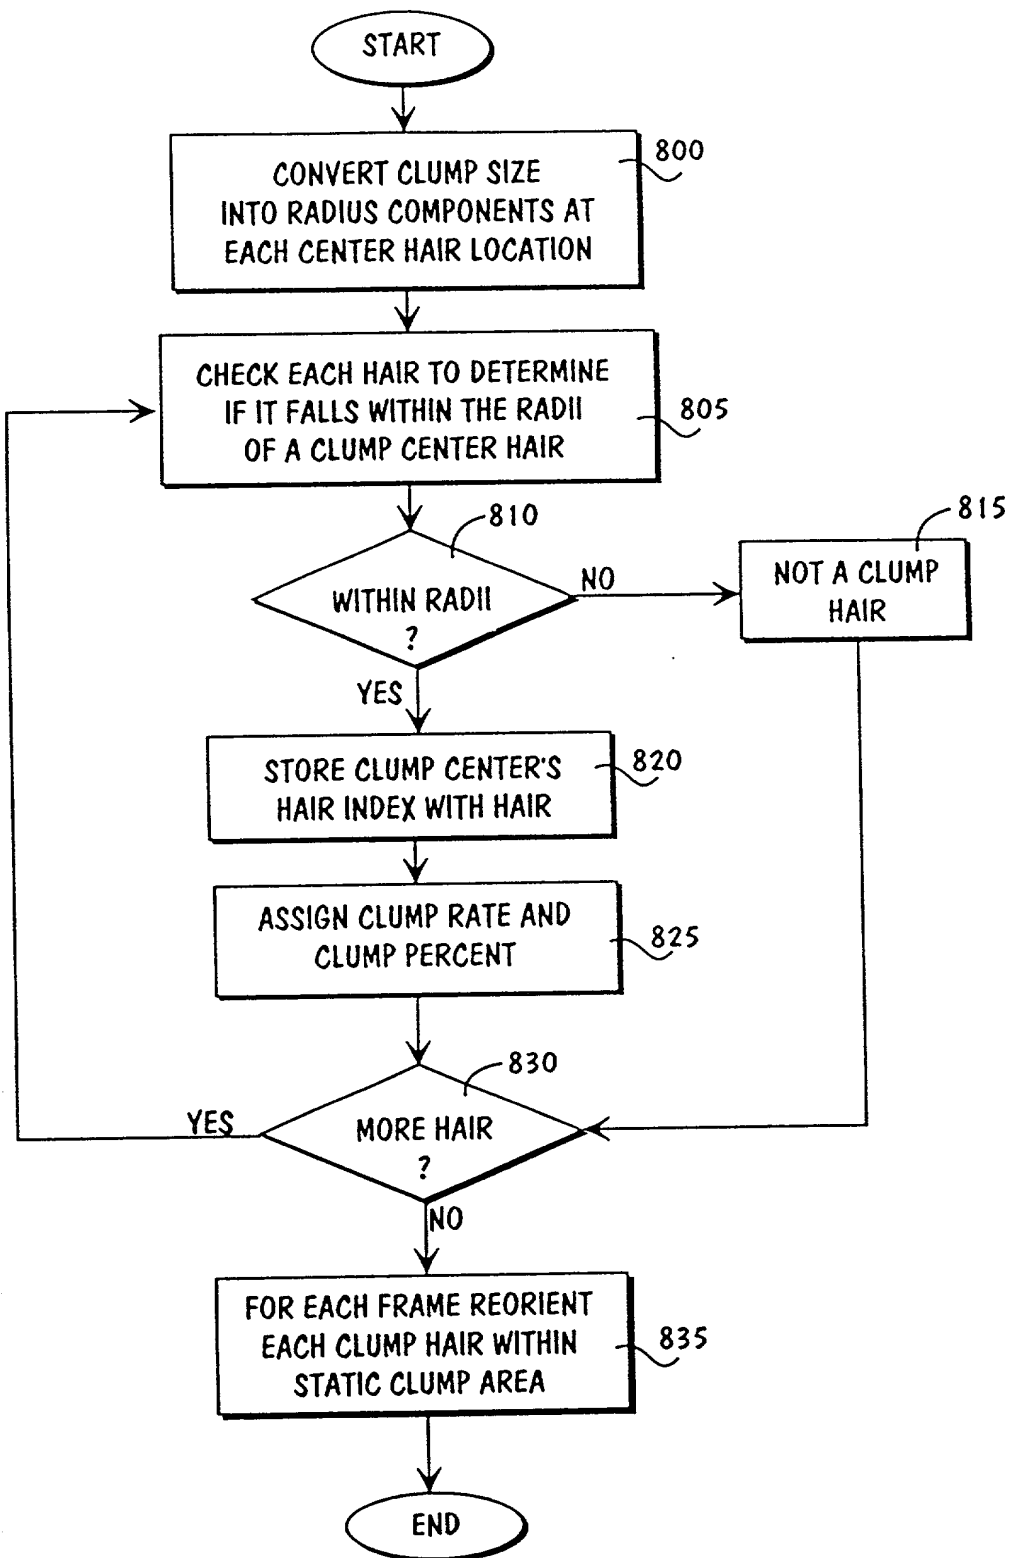 START
CONVERT CLUMP SIZE
INTO RADIUS COMPONENTS AT
EACH CENTER HAIR LOCATION
800
CHECK EACH HAIR TO DETERMINE
IF IT FALLS WITHIN THE RADII
OF A CLUMP CENTER HAIR
805
810
WITHIN RADII
?
NO
815
NOT A CLUMP
HAIR
YES
STORE CLUMP CENTER'S
HAIR INDEX WITH HAIR
820
ASSIGN CLUMP RATE AND
CLUMP PERCENT
825
830
MORE HAIR
?
YES
NO
FOR EACH FRAME REORIENT
EACH CLUMP HAIR WITHIN
STATIC CLUMP AREA
835
END